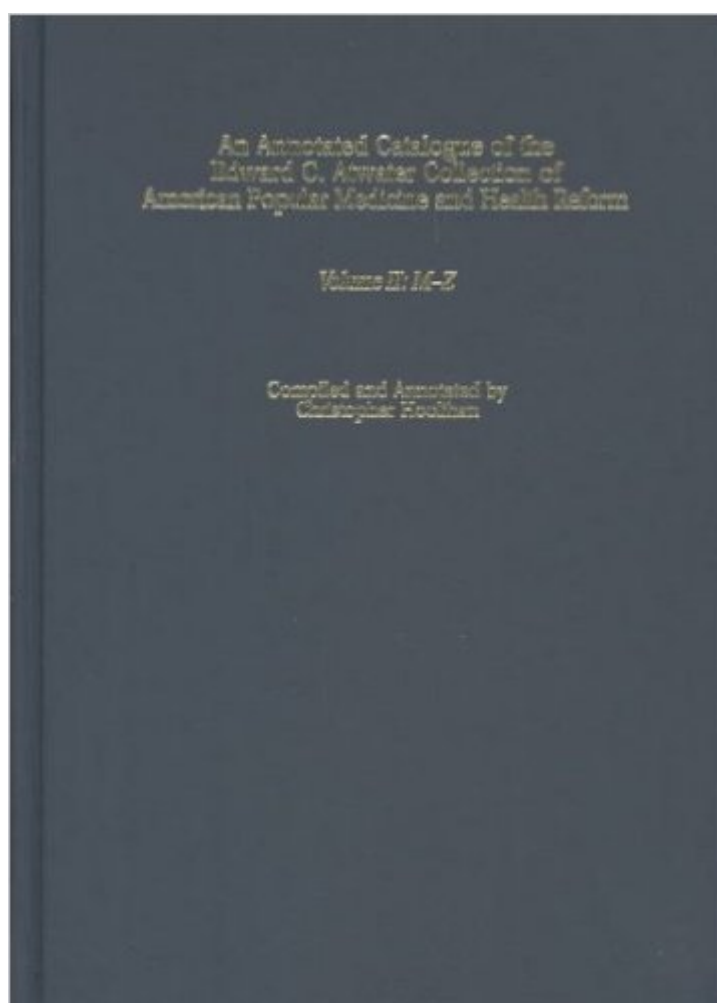 An Annotated Catalogue of the
Edward C. Atwater Collection of
American Popular Medicine and Health Reform
Volume II: M–Z
Compiled and Annotated by
Christopher Hoolihan